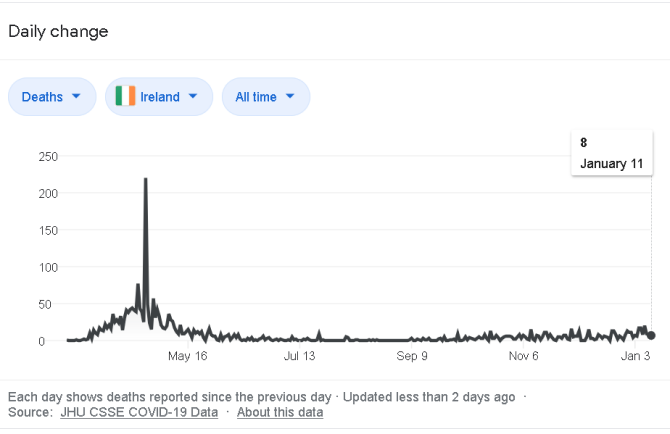 Daily change
Deaths
Ireland
All time
8
January 11
250
200
150
100
50
0
May 16
Jul 13
Sep 9
Nov 6
Jan 3
Each day shows deaths reported since the previous day · Updated less than 2 days ago ·
Source: JHU CSSE COVID-19 Data · About this data